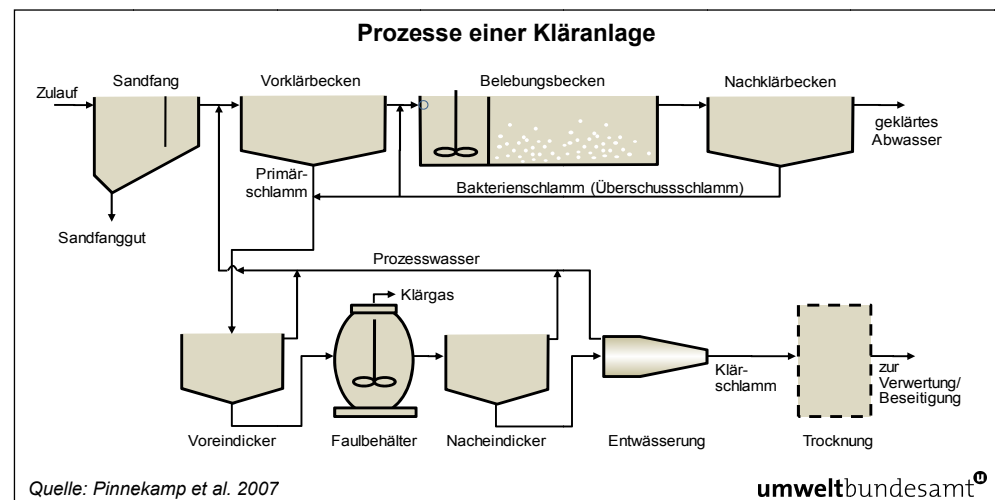 Prozesse einer Kläranlage
Zulauf
Sandfang
Vorklärbecken
Belebungsbecken
Nachklärbecken
geklärtes
Abwasser
Primär-
schlamm
Bakterienschlamm (Überschussschlamm)
Sandfanggut
Prozesswasser
Klärgas
Klär-
schlamm
zur
Verwertung/
Beseitigung
Voreindicker
Faulbehälter
Nacheindicker
Entwässerung
Trocknung
Quelle: Pinnekamp et al. 2007
umweltbundesamt u